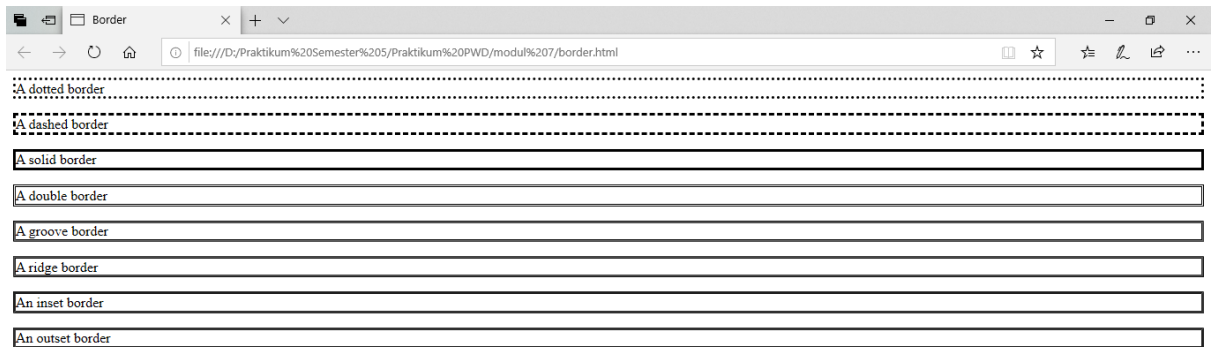 Border
file:///D:/Praktikum%20Semester%205/Praktikum%20PWD/modul%207/border.html
A dotted border
A dashed border
A solid border
A double border
A groove border
A ridge border
An inset border
An outset border